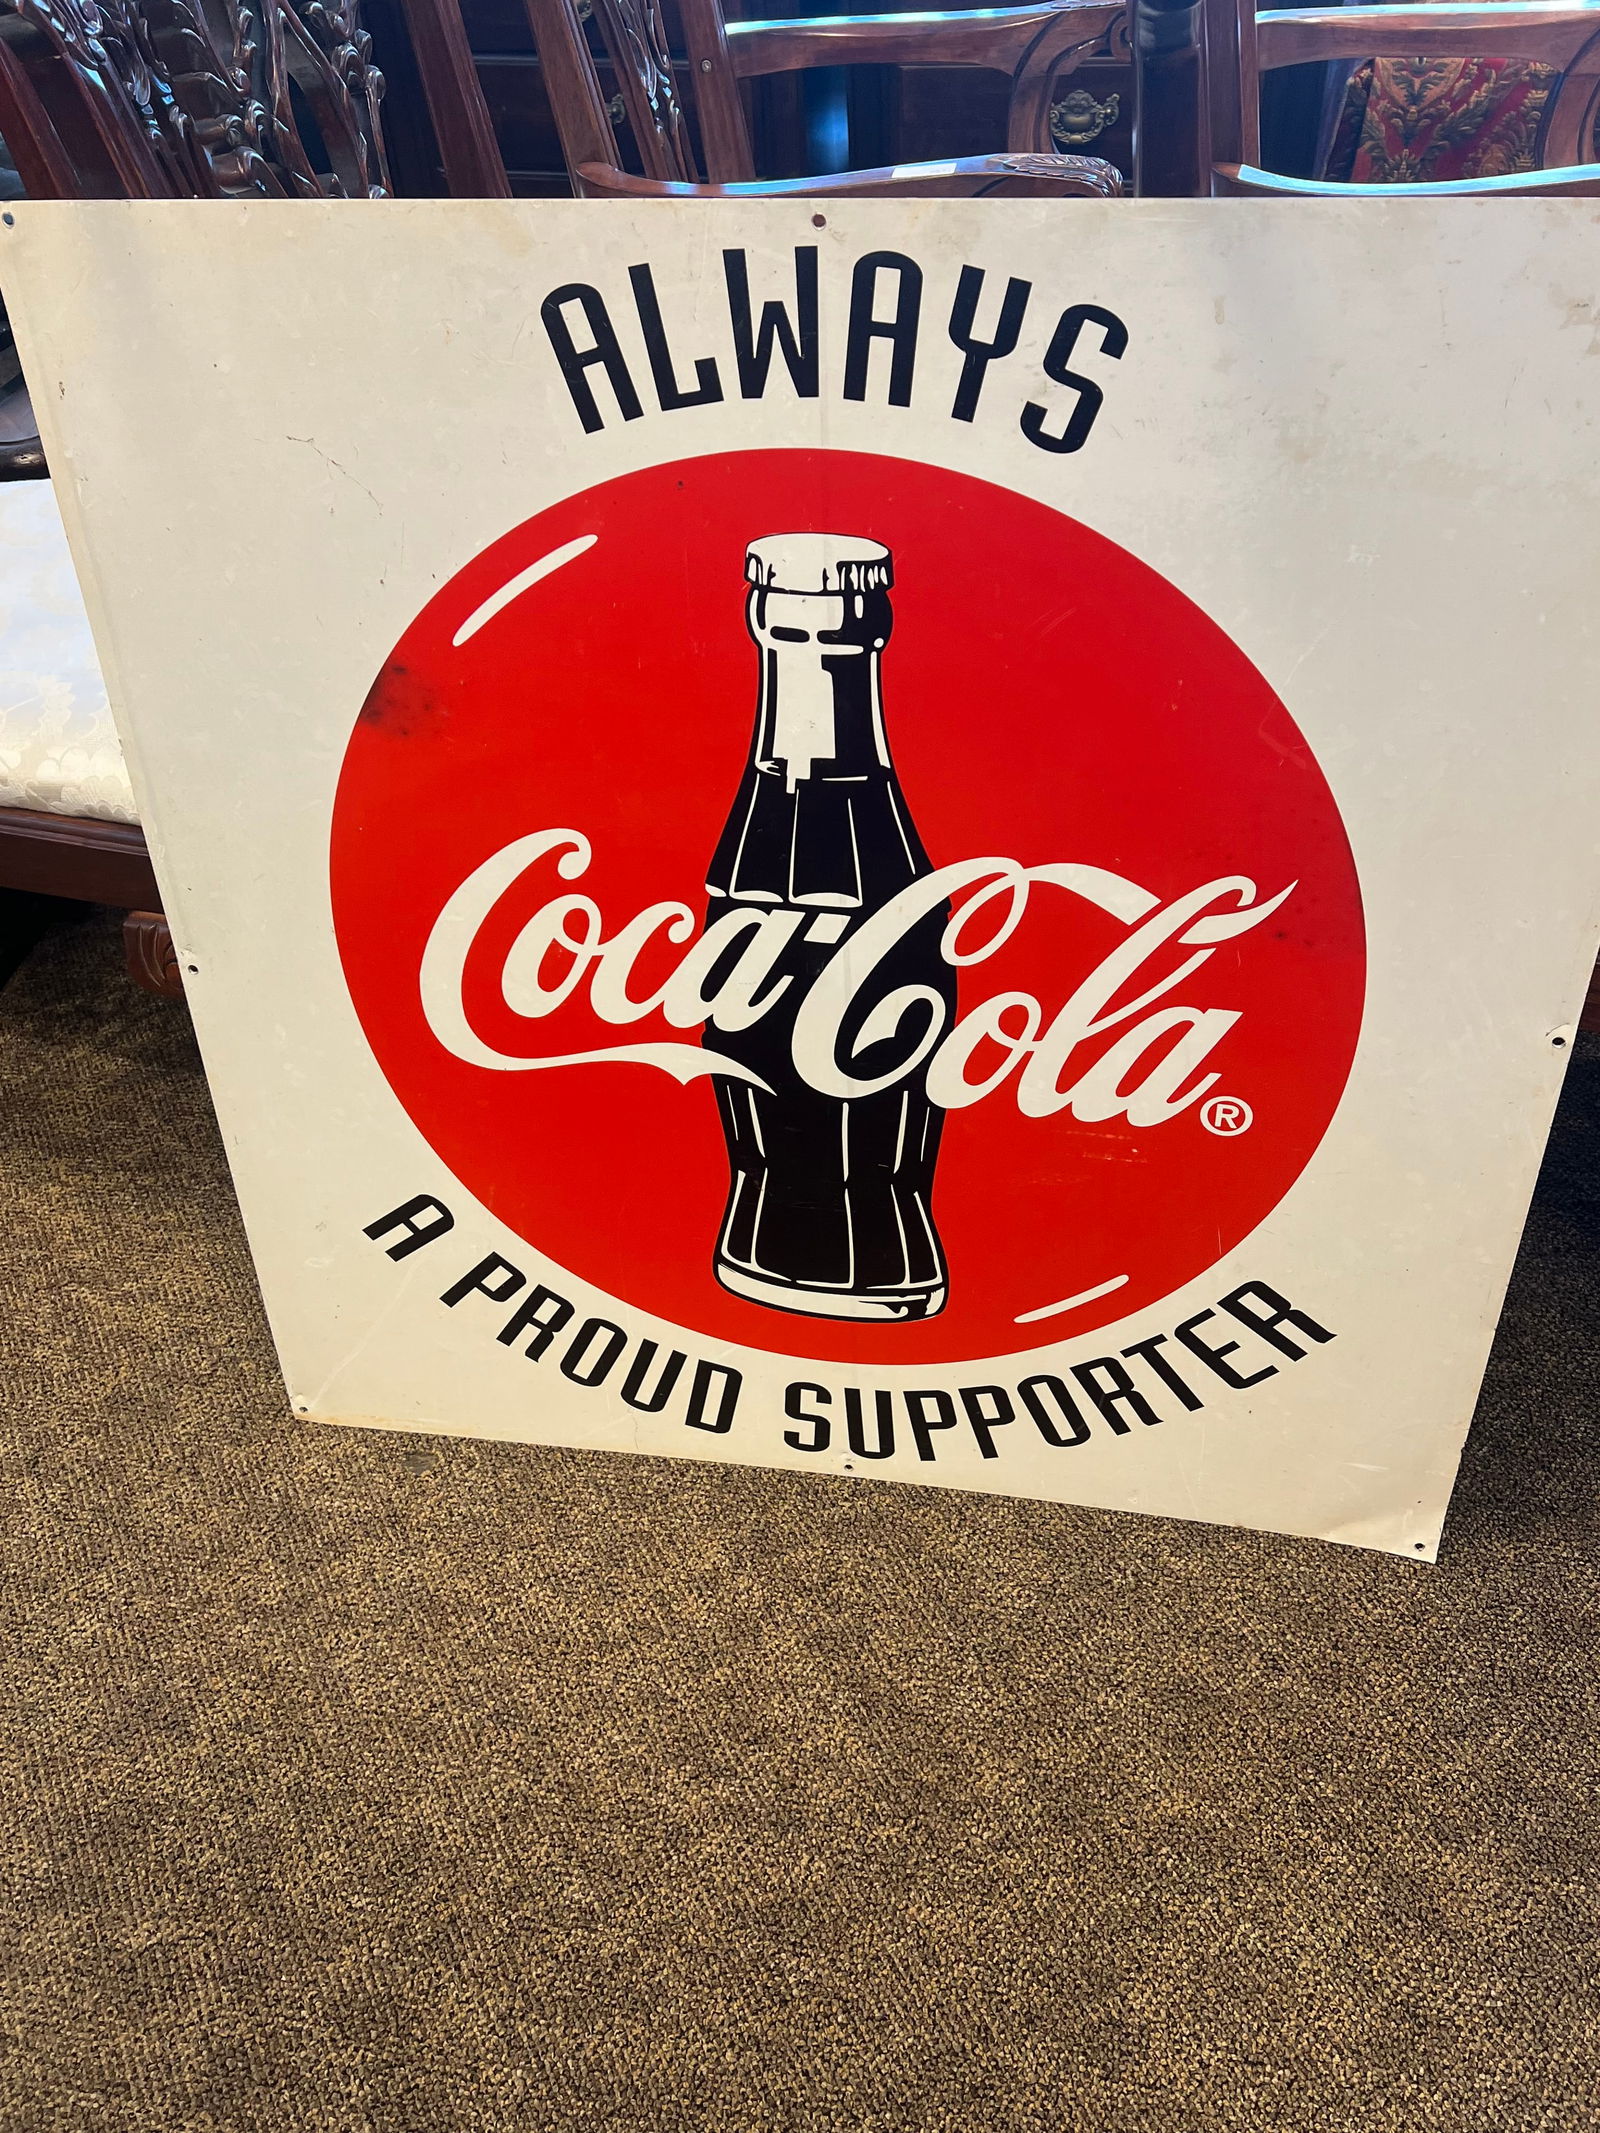 ALWAYS
Coca-Cola®
A PROUD SUPPORTER